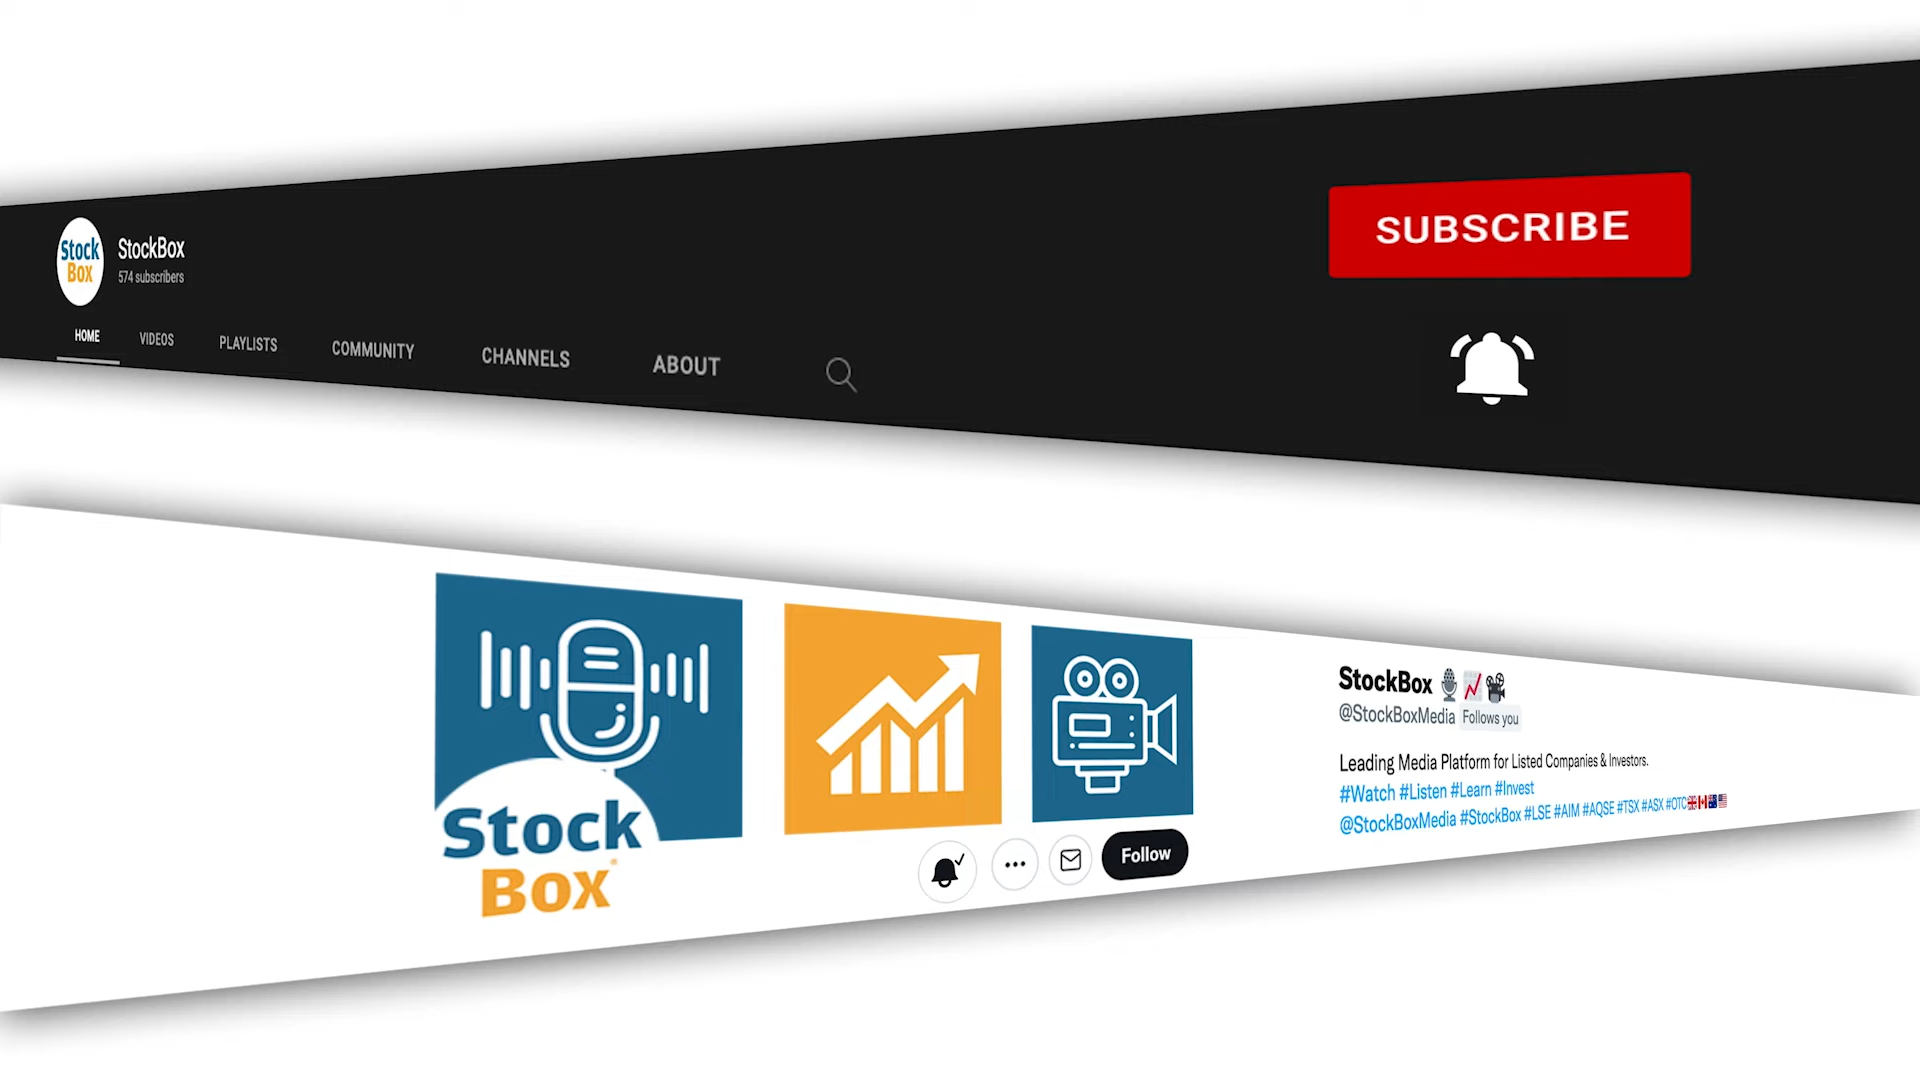 Stock
Box
StockBox
574 subscribers
SUBSCRIBE
HOME VIDEOS PLAYLISTS COMMUNITY CHANNELS ABOUT
Stock
Box
Follow
StockBox
@StockBoxMedia Follows you
Leading Media Platform for Listed Companies & Investors.
#Watch #Listen #Learn #Invest
@StockBoxMedia #StockBox #LSE #AIM #AQSE #TSX #ASX #OTC